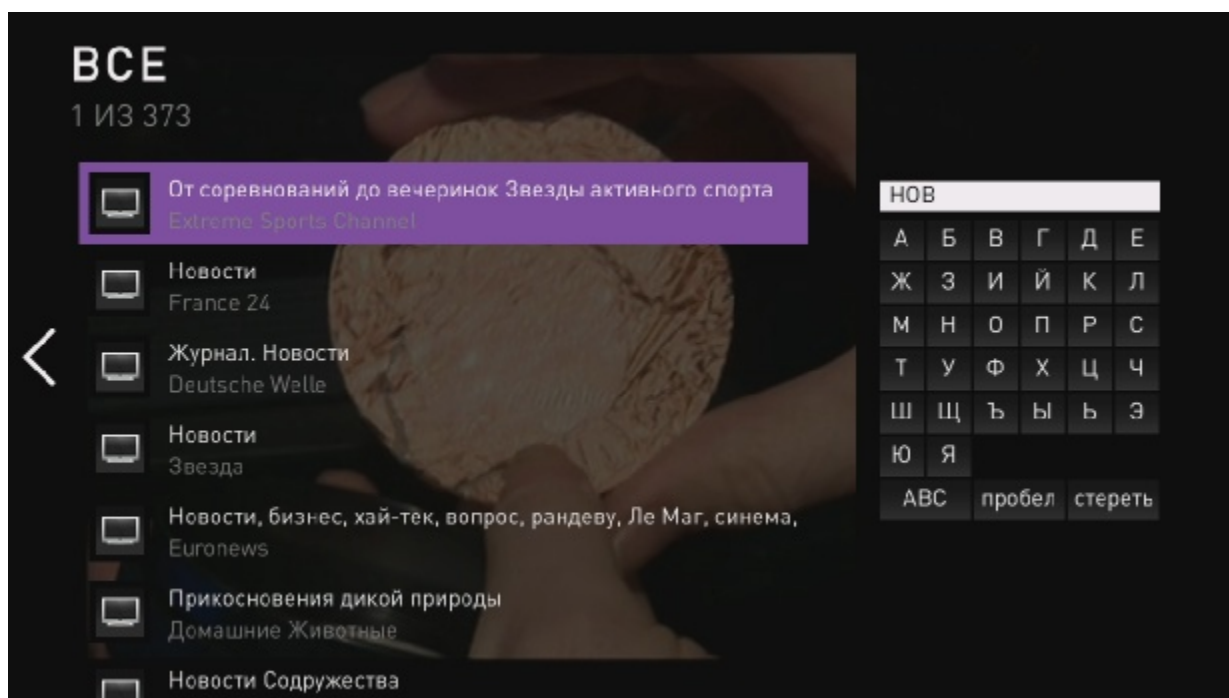 ВСЕ
1 ИЗ 373
От соревнований до вечеринок Звезды активного спорта
Extreme Sports Channel
Новости
France 24
Журнал. Новости
Deutsche Welle
Новости
Звезда
Новости, бизнес, хай-тек, вопрос, рандеву, Ле Маг, синема,
Euronews
Прикосновения дикой природы
Домашние Животные
Новости Содружества
НОВ
А Б В Г Д Е
Ж З И Й К Л
М Н О П Р С
Т У Ф Х Ц Ч
Ш Щ Ъ Ы Ь Э
Ю Я
ABC пробел стереть